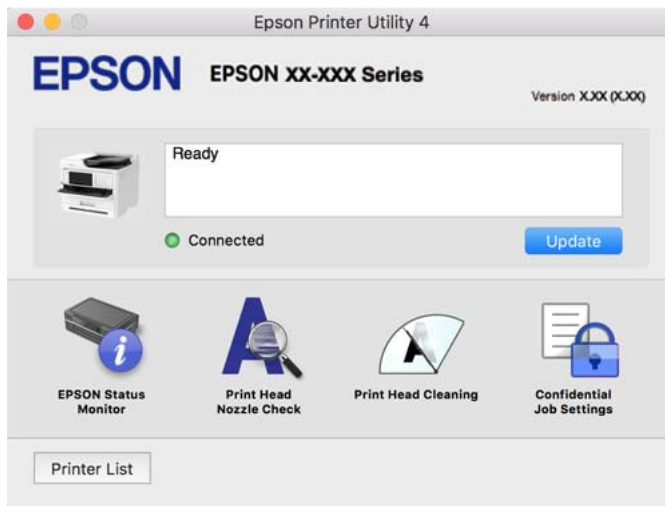 Epson Printer Utility 4
EPSON
EPSON XX-XXX Series
Version X.XX (X.XX)
Ready
Connected
Update
EPSON Status
Monitor
Print Head
Nozzle Check
Print Head Cleaning
Confidential
Job Settings
Printer List